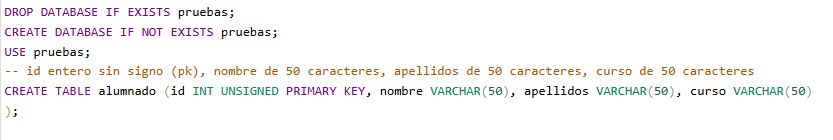 DROP DATABASE IF EXISTS pruebas;
CREATE DATABASE IF NOT EXISTS pruebas;
USE pruebas;
-- id entero sin signo (pk), nombre de 50 caracteres, apellidos de 50 caracteres, curso de 50 caracteres
CREATE TABLE alumnado (id INT UNSIGNED PRIMARY KEY, nombre VARCHAR(50), apellidos VARCHAR(50), curso VARCHAR(50)
);